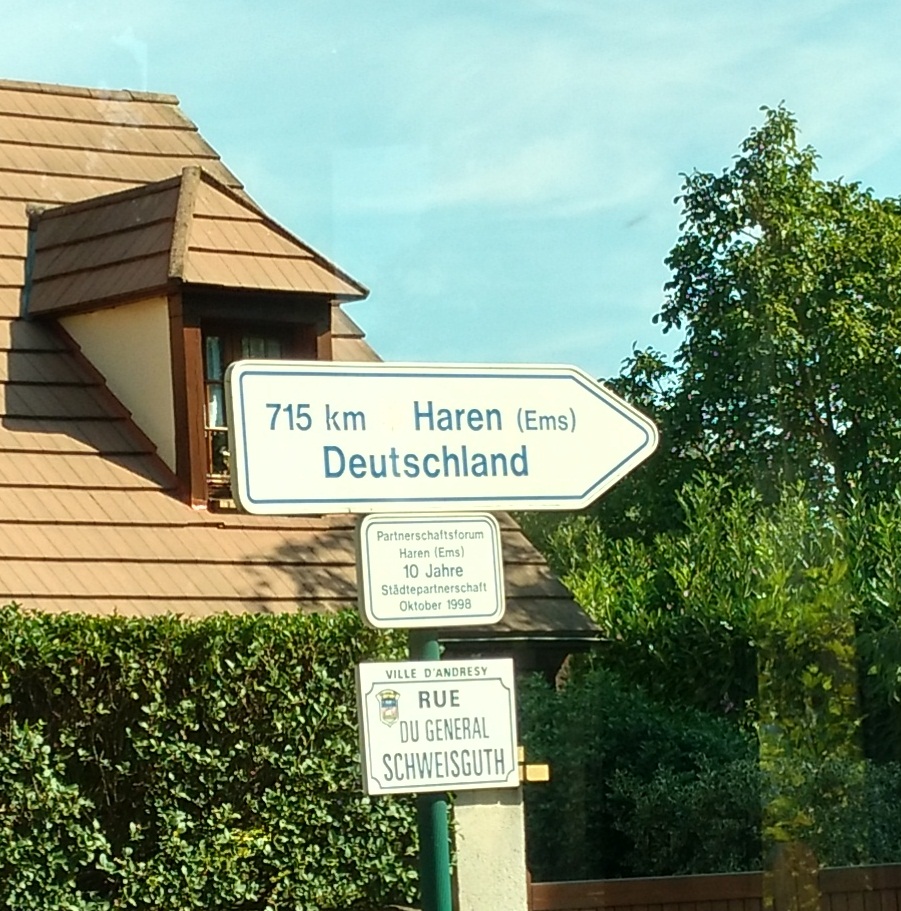 715 km Haren (Ems)
Deutschland
Partnerschaftsforum
Haren (Ems)
10 Jahre
Städtepartnerschaft
Oktober 1998
VILLE D'ANDRESY
RUE
DU GENERAL
SCHWEISGUTH